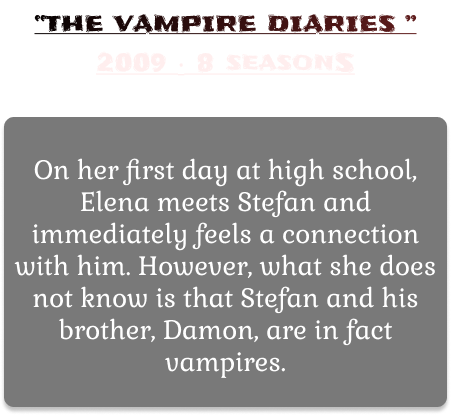 “THE VAMPIRE DIARIES ”
2009 - 8 SEASONS
On her first day at high school,
Elena meets Stefan and
immediately feels a connection
with him. However, what she does
not know is that Stefan and his
brother, Damon, are in fact
vampires.